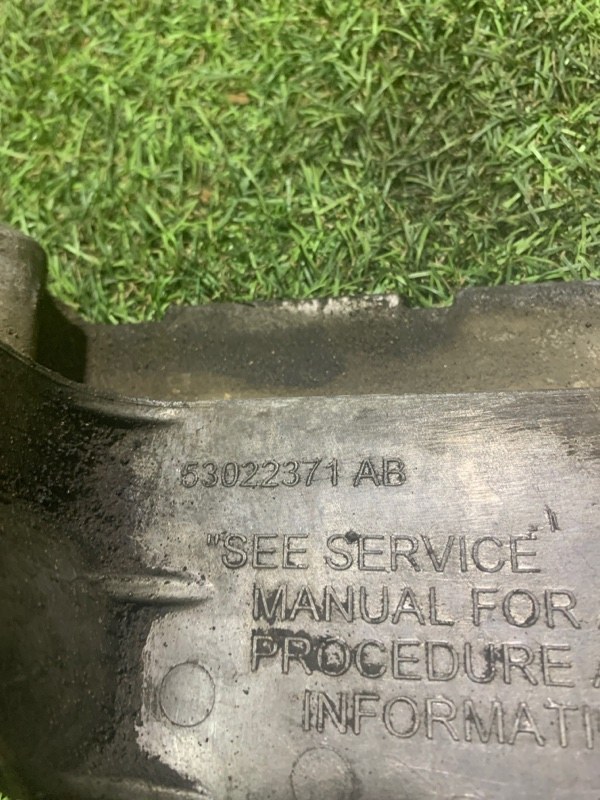 53022371 AB
"SEE SERVICE
MANUAL FOR
PROCEDURE
INFORMATI